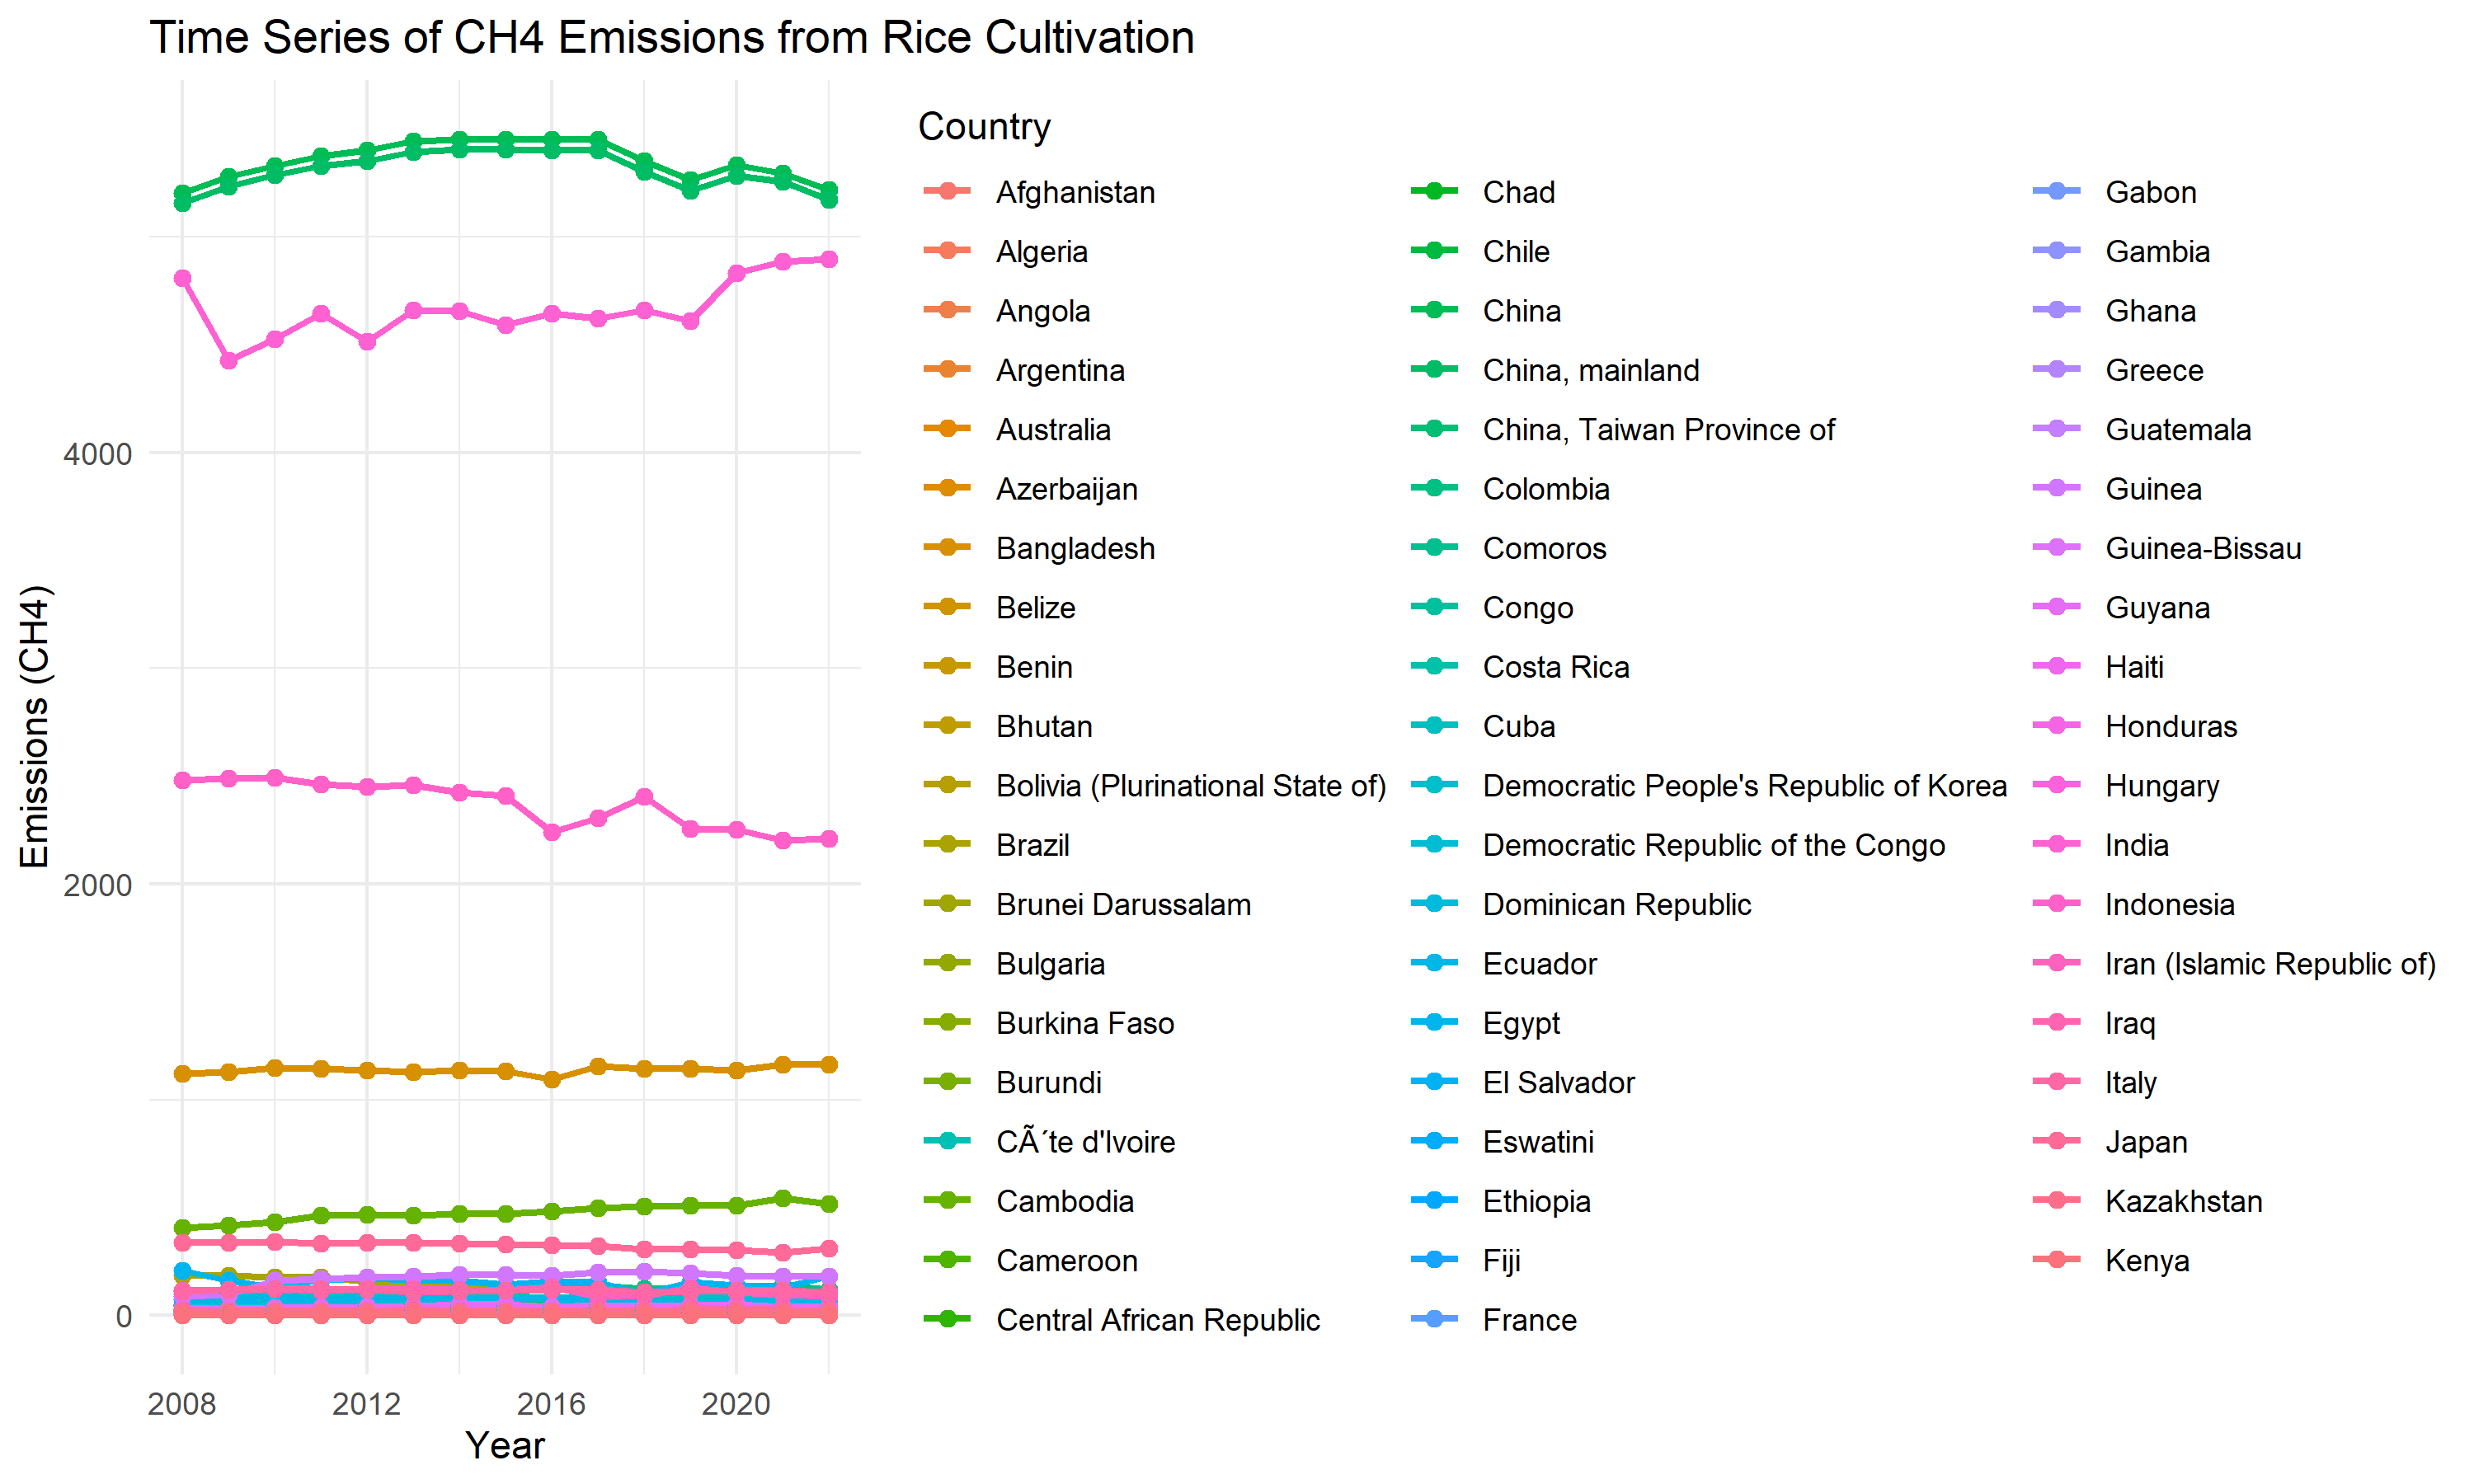 Time Series of CH4 Emissions from Rice Cultivation
Emissions (CH4)
4000
2000
0
2008 2012 2016 2020
Year
Country
Afghanistan
Algeria
Angola
Argentina
Australia
Azerbaijan
Bangladesh
Belize
Benin
Bhutan
Bolivia (Plurinational State of)
Brazil
Brunei Darussalam
Bulgaria
Burkina Faso
Burundi
CÃ´te d'Ivoire
Cambodia
Cameroon
Central African Republic
Chad
Chile
China
China, mainland
China, Taiwan Province of
Colombia
Comoros
Congo
Costa Rica
Cuba
Democratic People's Republic of Korea
Democratic Republic of the Congo
Dominican Republic
Ecuador
Egypt
El Salvador
Eswatini
Ethiopia
Fiji
France
Gabon
Gambia
Ghana
Greece
Guatemala
Guinea
Guinea-Bissau
Guyana
Haiti
Honduras
Hungary
India
Indonesia
Iran (Islamic Republic of)
Iraq
Italy
Japan
Kazakhstan
Kenya